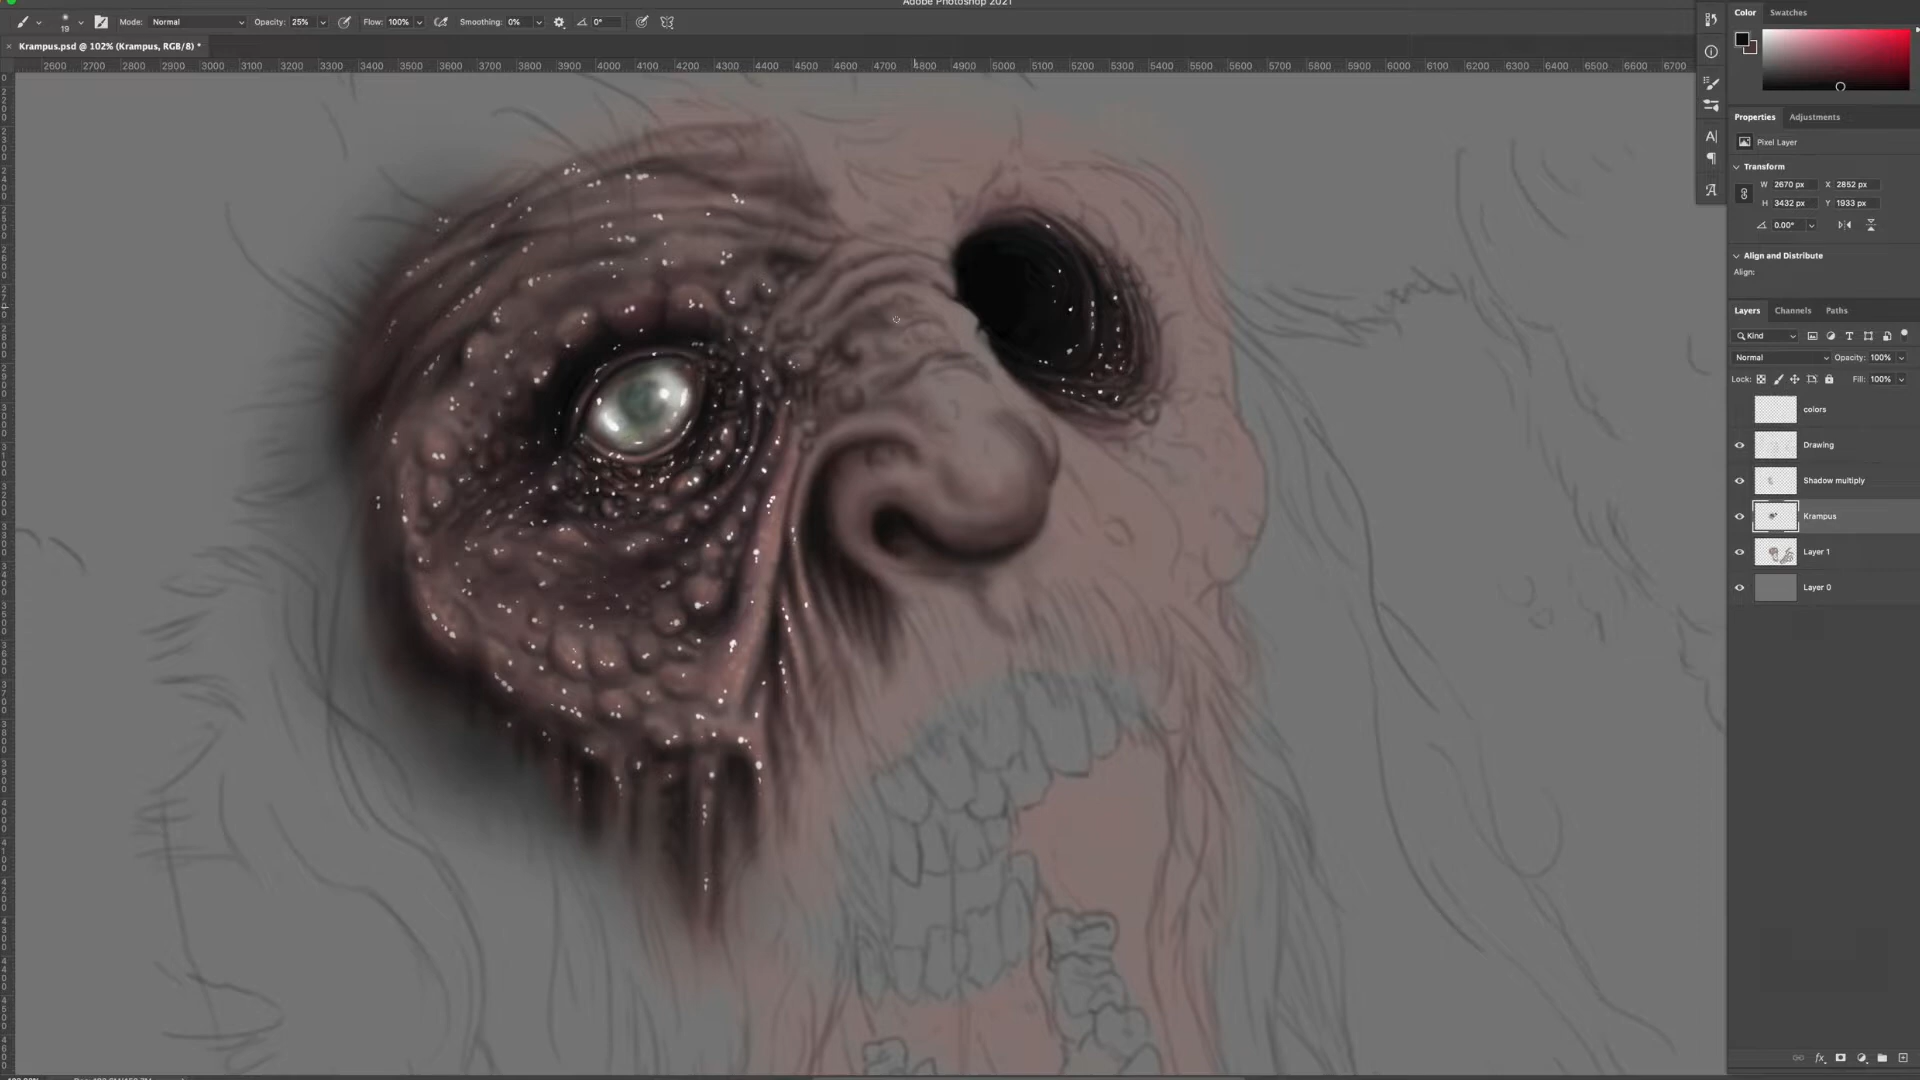 Adobe Photoshop 2021
19
Mode: Normal
Opacity: 25%
Flow: 100%
Smoothing: 0%
0°
Krampus.psd @ 102% (Krampus, RGB/8) *
2600 2700 2800 2900 3000 3100 3200 3300 3400 3500 3600 3700 3800 3900 4000 4100 4200 4300 4400 4500 4600 4700 4800 4900 5000 5100 5200 5300 5400 5500 5600 5700 5800 5900 6000 6100 6200 6300 6400 6500 6600 6700
Color Swatches
Properties Adjustments
Pixel Layer
Transform
W 2670 px X 2852 px
H 3432 px Y 1933 px
0.00°
Align and Distribute
Align:
Layers Channels Paths
Kind
Normal Opacity: 100%
Lock: Fill: 100%
colors
Drawing
Shadow multiply
Krampus
Layer 1
Layer 0
fx